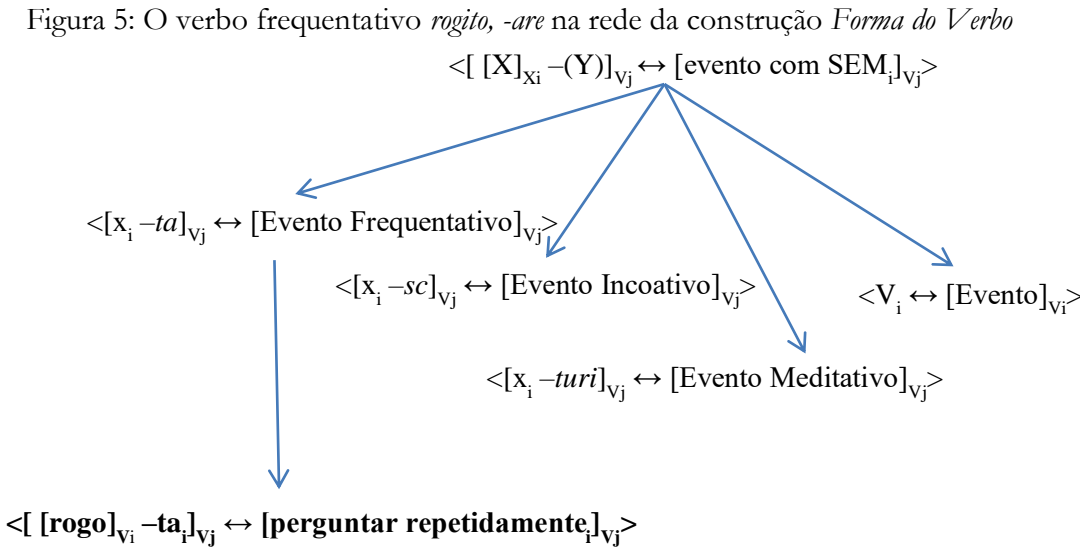 Figura 5: O verbo frequentativo rogito, -are na rede da construção Forma do Verbo
<[ [X]Xi –(Y)]Vj ↔ [evento com SEMi]Vj>
<[xi –ta]Vj ↔ [Evento Frequentativo]Vj>
<[xi –sc]Vj ↔ [Evento Incoativo]Vj>
<Vi ↔ [Evento]Vi>
<[xi –turi]Vj ↔ [Evento Meditativo]Vj>
<[ [rogo]Vi –tai]Vj ↔ [perguntar repetidamentei]Vj>